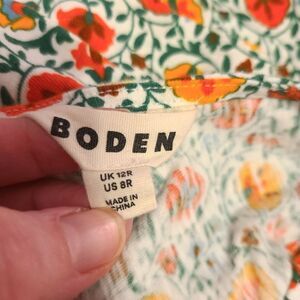 BODEN
UK 12R
US 8R
MADE IN
CHINA